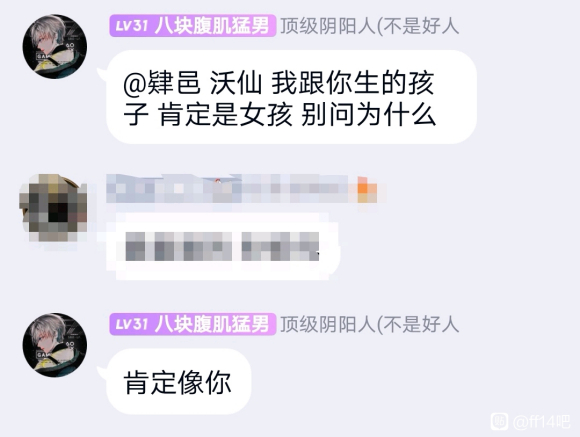 LV31 八块腹肌猛男 顶级阴阳人(不是好人
@肄邑 沃仙 我跟你生的孩
子 肯定是女孩 别问为什么
LV31 八块腹肌猛男 顶级阴阳人(不是好人
肯定像你
@ff14吧